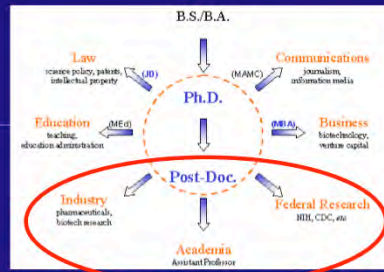 B.S./B.A.
Law
science policy, patents,
intellectual property
(JD)
(MAMC)
Communications
journalism,
information media
Ph.D.
Education
teaching,
education administration
(MEd)
(MBA)
Business
biotechnology,
venture capital
Post-Doc.
Industry
pharmaceuticals,
biotech research
Federal Research
NIH, CDC, etc
Academia
Assistant Professor